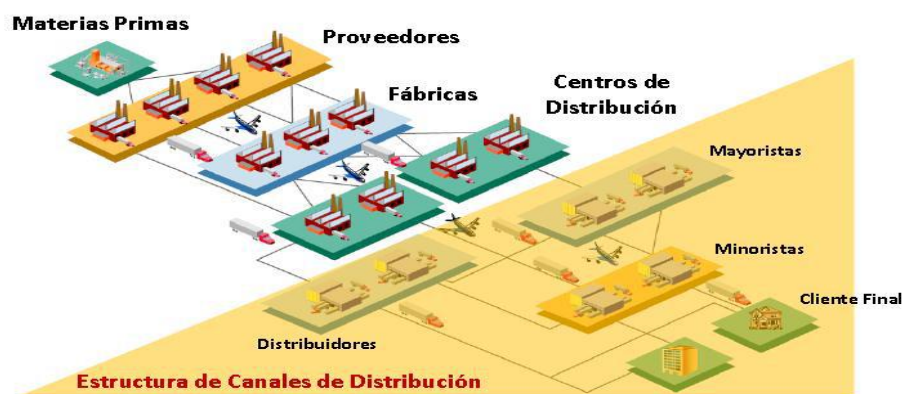 Materias Primas
Proveedores
Fábricas
Centros de
Distribución
Mayoristas
Minoristas
Cliente Final
Distribuidores
Estructura de Canales de Distribución